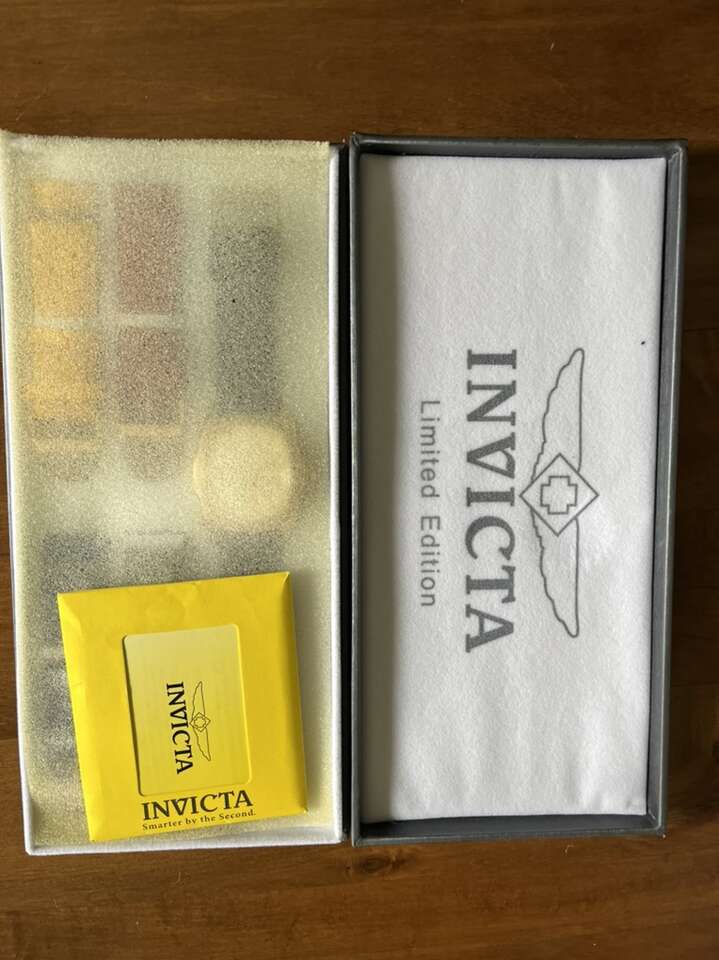 INVICTA
Limited Edition
INVICTA
INVICTA
Smarter by the Second.